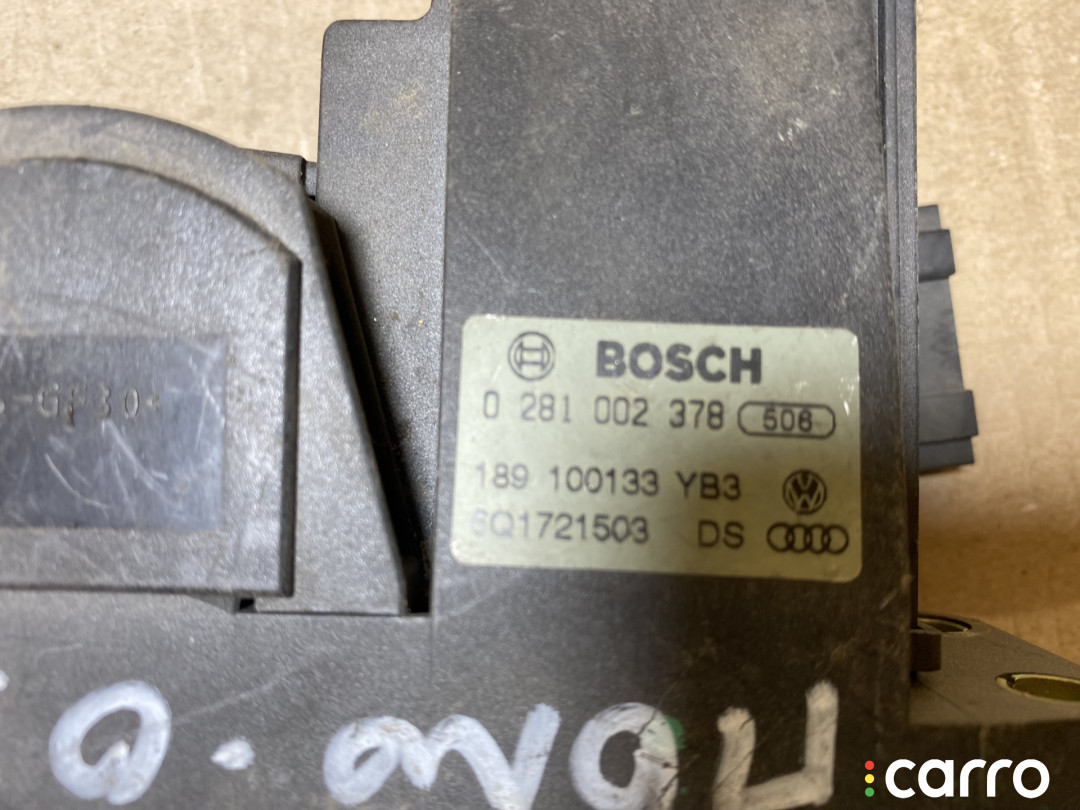 BOSCH
0 281 002 378 506
189 100133 YB3
6Q1721503 DS
carro